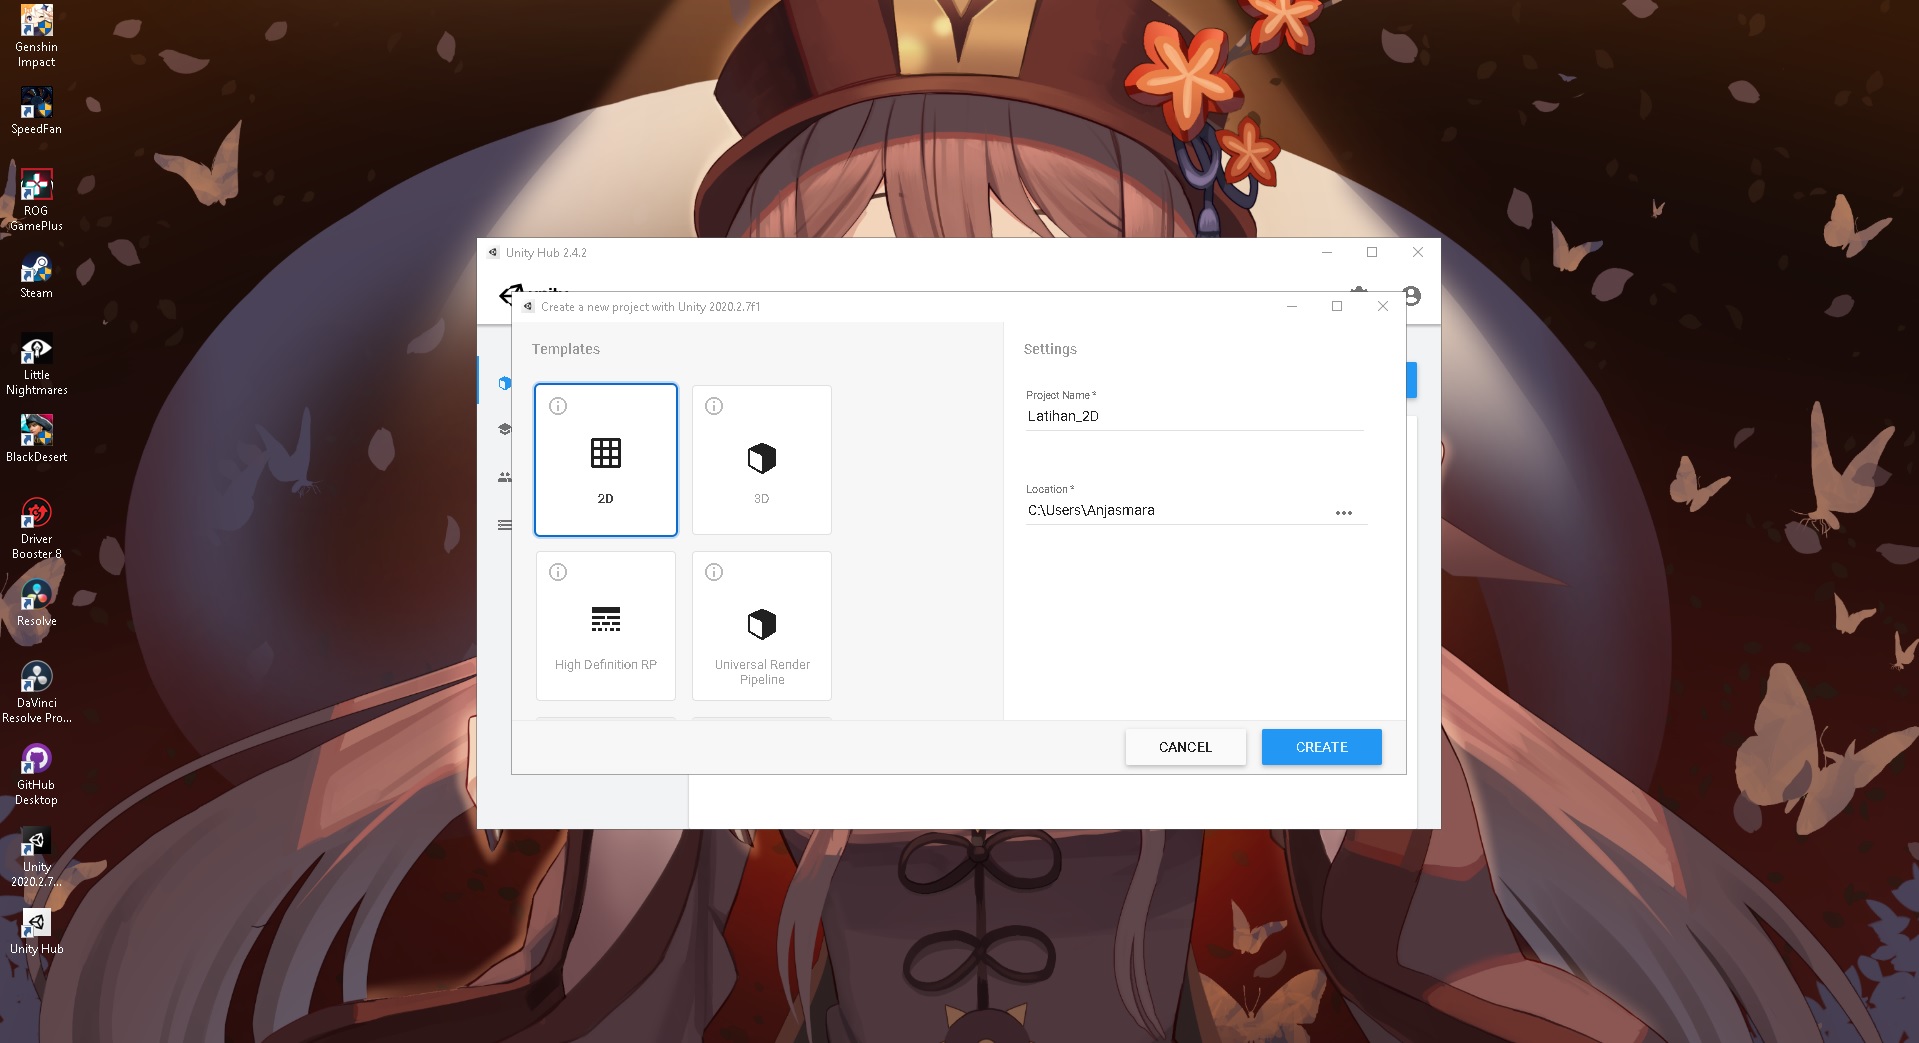 Genshin
Impact
SpeedFan
ROG
GamePlus
Steam
Little
Nightmares
BlackDesert
Driver
Booster 8
Resolve
DaVinci
Resolve Pro...
GitHub
Desktop
Unity
2020.2.7...
Unity Hub
Unity Hub 2.4.2
Create a new project with Unity 2020.2.7f1
Templates
2D
3D
High Definition RP
Universal Render
Pipeline
Settings
Project Name *
Latihan_2D
Location *
C:\Users\Anjasmara
CANCEL
CREATE